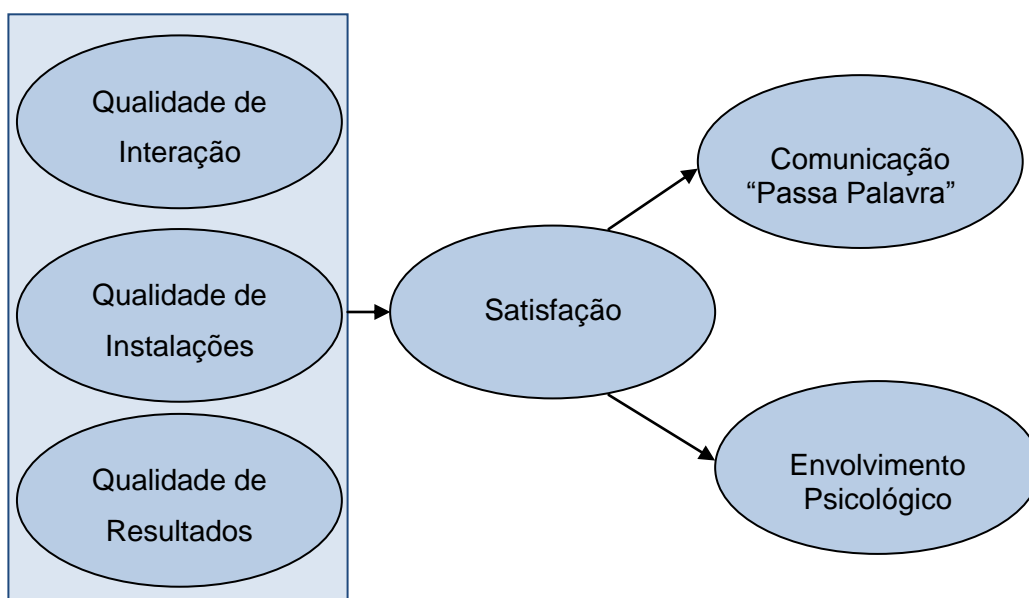 Qualidade de
Interação
Qualidade de
Instalações
Qualidade de
Resultados
Satisfação
Comunicação
“Passa Palavra”
Envolvimento
Psicológico